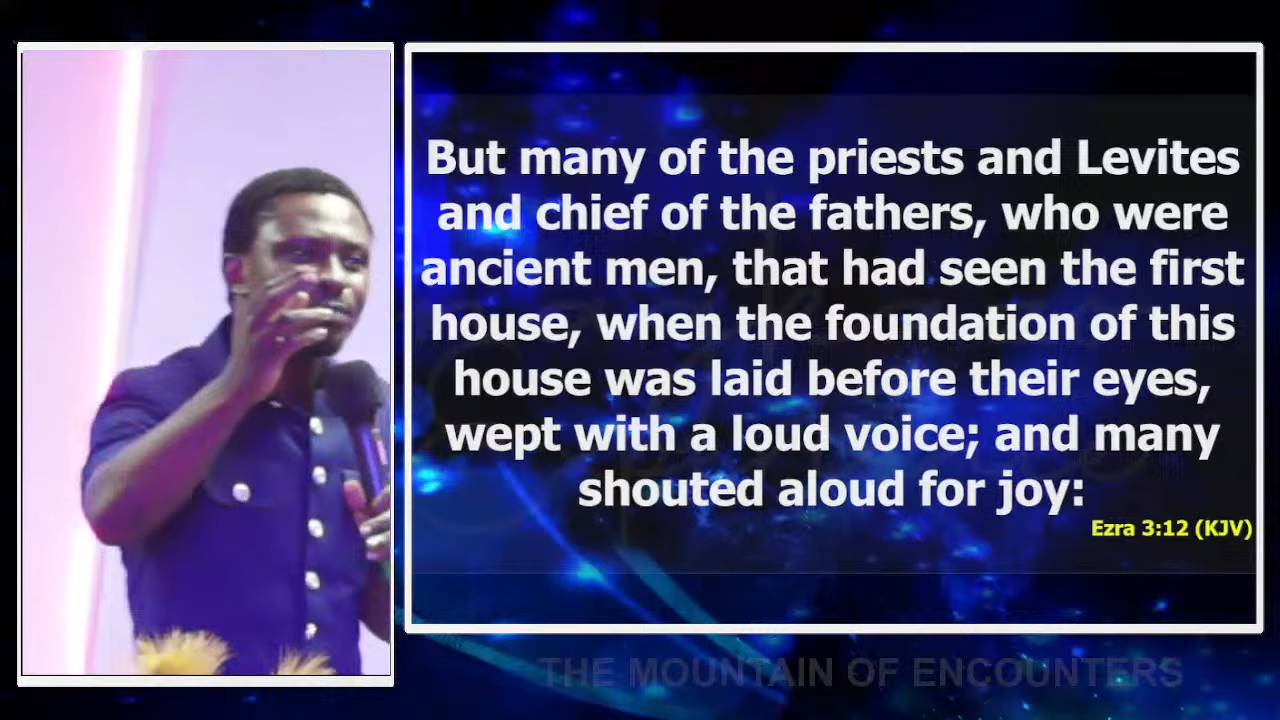 But many of the priests and Levites
and chief of the fathers, who were
ancient men, that had seen the first
house, when the foundation of this
house was laid before their eyes,
wept with a loud voice; and many
shouted aloud for joy:
Ezra 3:12 (KJV)
THE MOUNTAIN OF ENCOUNTERS